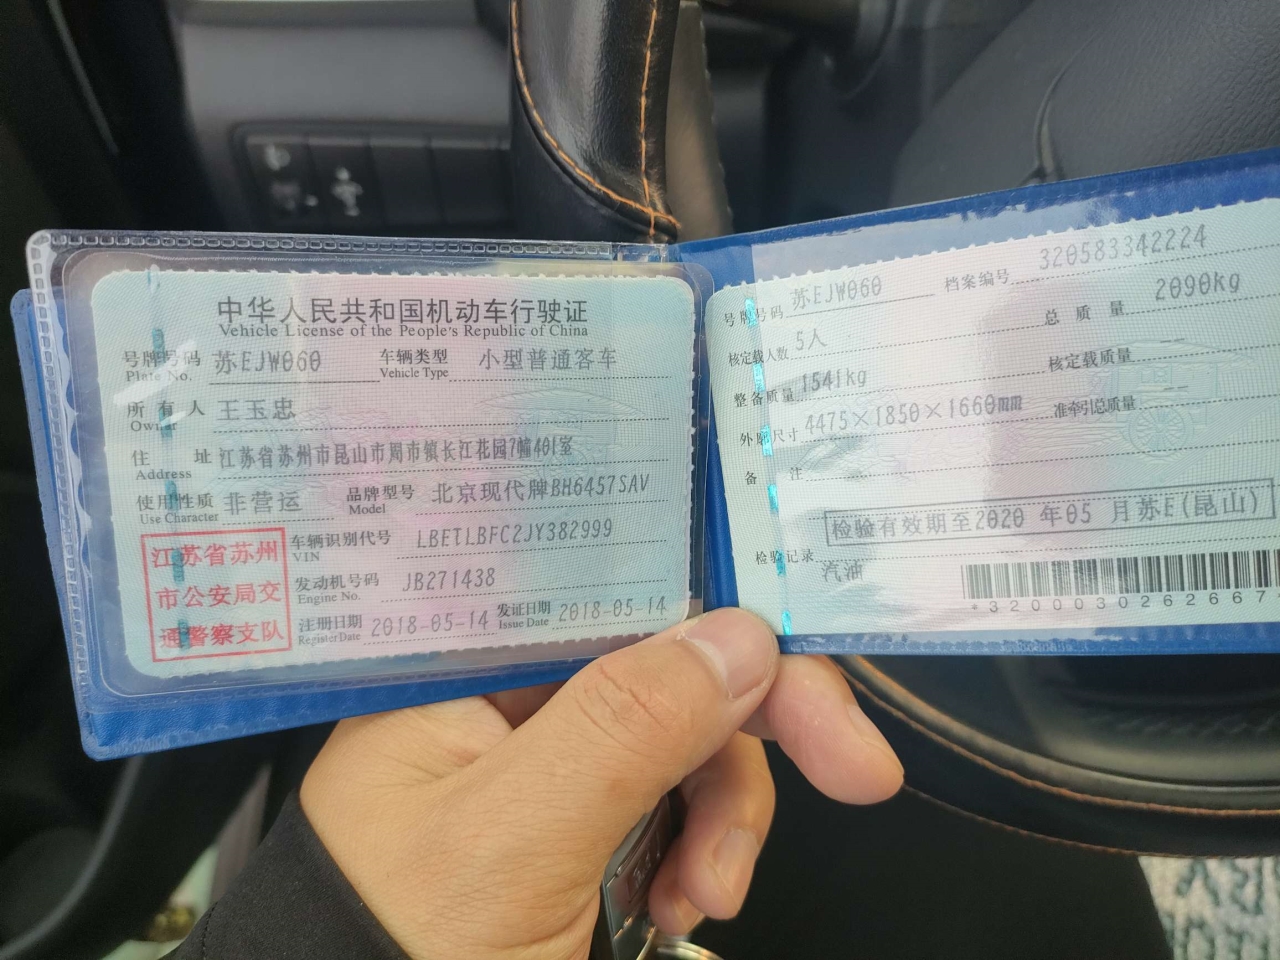 中华人民共和国机动车行驶证
Vehicle License of the People's Republic of China
号牌号码 苏EJW060 车辆类型 小型普通客车
Plate No. Vehicle Type
所有人 王玉忠
Owner
住址 江苏省苏州市昆山市周市镇长江花园7幢401室
Address
使用性质 非营运 品牌型号 北京现代牌BH6457SAV
Use Character Model
江苏省苏州
市公安局交
通警察支队
车辆识别代号 LBETLBFC2JY382999
VIN
发动机号码 JB271438
Engine No.
注册日期 2018-05-14 发证日期 2018-05-14
Register Date Issue Date
号牌号码 苏EJW060 档案编号 320583342224
核定载人数 5人 总质量 2090kg
整备质量 1541kg 核定载质量 --
外廓尺寸 4475×1850×1660mm 准牵引总质量 --
备注
检验有效期至2020年05月苏E(昆山)
检验记录
汽油
*3200030262667